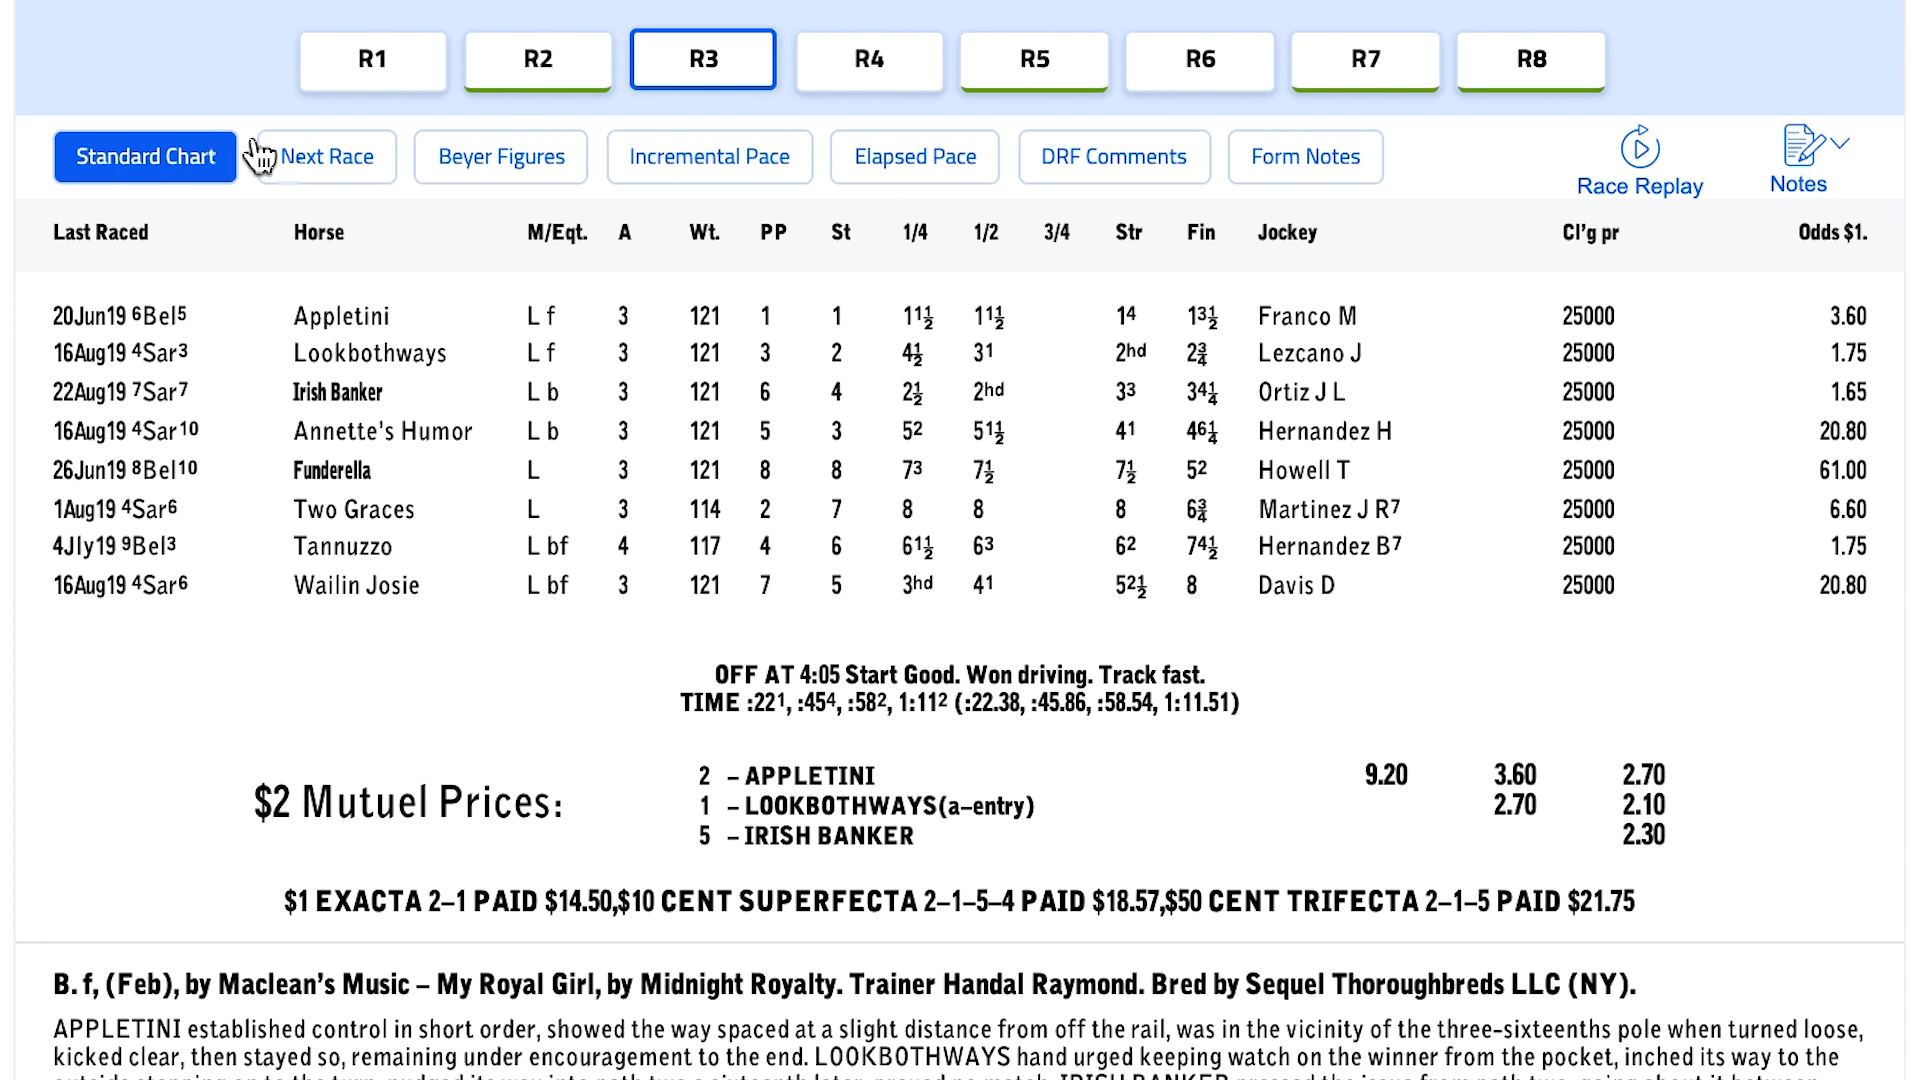 R1 R2 R3 R4 R5 R6 R7 R8
Standard Chart Next Race Beyer Figures Incremental Pace Elapsed Pace DRF Comments Form Notes Race Replay Notes
Last Raced Horse M/Eqt. A Wt. PP St 1/4 1/2 3/4 Str Fin Jockey Cl'g pr Odds $1.
20Jun19 6Bel5 Appletini L f 3 121 1 1 11½ 11½ 14 13½ Franco M 25000 3.60
16Aug19 4Sar3 Lookbothways L f 3 121 3 2 4½ 31 2hd 2¾ Lezcano J 25000 1.75
22Aug19 7Sar7 Irish Banker L b 3 121 6 4 2½ 2hd 33 34¼ Ortiz J L 25000 1.65
16Aug19 4Sar10 Annette's Humor L b 3 121 5 3 52 51½ 41 46¼ Hernandez H 25000 20.80
26Jun19 8Bel10 Funderella L 3 121 8 8 73 7½ 7½ 52 Howell T 25000 61.00
1Aug19 4Sar6 Two Graces L 3 114 2 7 8 8 8 6¾ Martinez J R7 25000 6.60
4Jly19 9Bel3 Tannuzzo L bf 4 117 4 6 61½ 63 62 74½ Hernandez B7 25000 1.75
16Aug19 4Sar6 Wailin Josie L bf 3 121 7 5 3hd 41 52½ 8 Davis D 25000 20.80
OFF AT 4:05 Start Good. Won driving. Track fast.
TIME :221, :454, :582, 1:112 (:22.38, :45.86, :58.54, 1:11.51)
$2 Mutuel Prices:
2 – APPLETINI 9.20 3.60 2.70
1 – LOOKBOTHWAYS(a–entry) 2.70 2.10
5 – IRISH BANKER 2.30
$1 EXACTA 2–1 PAID $14.50,$10 CENT SUPERFECTA 2–1–5–4 PAID $18.57,$50 CENT TRIFECTA 2–1–5 PAID $21.75
B. f, (Feb), by Maclean's Music – My Royal Girl, by Midnight Royalty. Trainer Handal Raymond. Bred by Sequel Thoroughbreds LLC (NY).
APPLETINI established control in short order, showed the way spaced at a slight distance from off the rail, was in the vicinity of the three–sixteenths pole when turned loose,
kicked clear, then stayed so, remaining under encouragement to the end. LOOKBOTHWAYS hand urged keeping watch on the winner from the pocket, inched its way to the